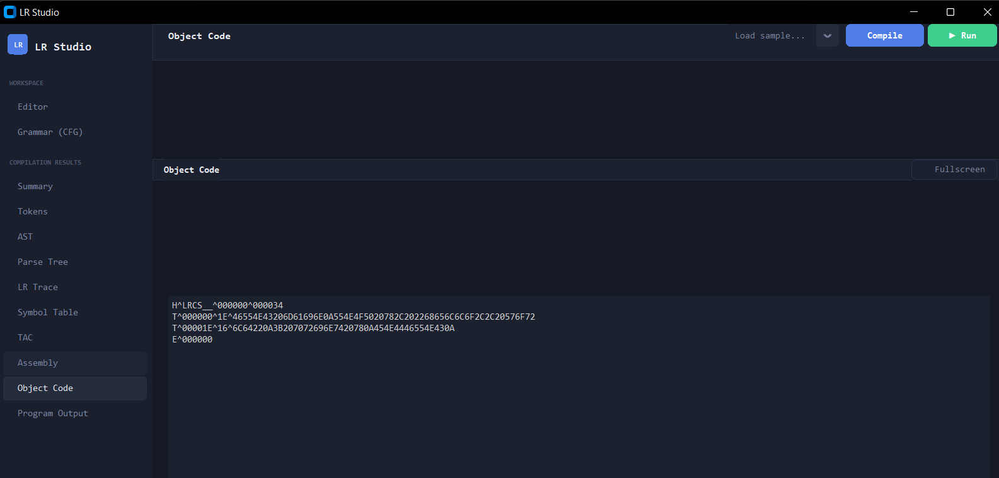 LR Studio
LR LR Studio
Object Code
Load sample...
Compile
▶ Run
WORKSPACE
Editor
Grammar (CFG)
COMPILATION RESULTS
Summary
Tokens
AST
Parse Tree
LR Trace
Symbol Table
TAC
Assembly
Object Code
Program Output
Object Code
Fullscreen
H^LRCS__^000000^000034
T^000000^1E^46554E43206D61696E0A554E4F5020782C202268656C6C6F2C2C20576F72
T^00001E^16^6C64220A3B207072696E7420780A454E4446554E430A
E^000000